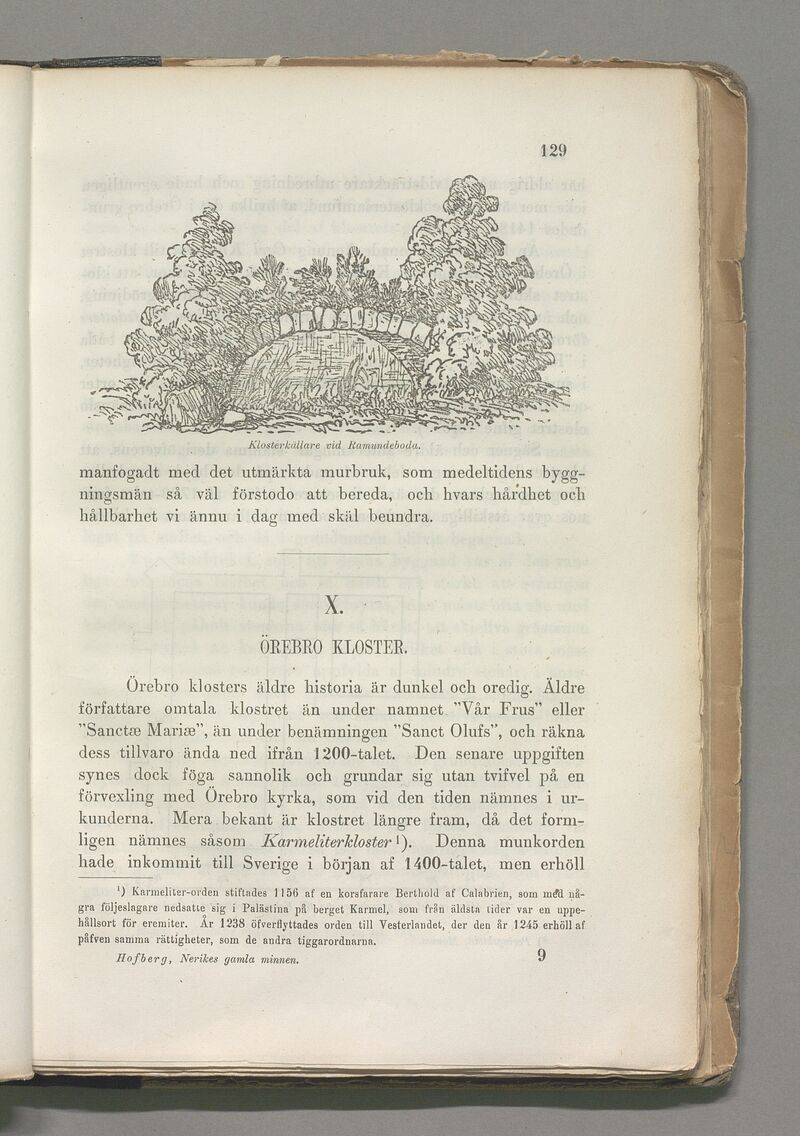 129
Klosterkällare vid Ramundeboda.
manfogadt med det utmärkta murbruk, som medeltidens bygg-
ningsmän så väl förstodo att bereda, och hvars hårdhet och
hållbarhet vi ännu i dag med skäl beundra.
X.
ÖREBRO KLOSTER.
Örebro klosters äldre historia är dunkel och oredig. Äldre
författare omtala klostret än under namnet ”Vår Frus” eller
”Sanctæ Mariæ”, än under benämningen ”Sanct Olufs”, och räkna
dess tillvaro ända ned ifrån 1200-talet. Den senare uppgiften
synes dock föga sannolik och grundar sig utan tvifvel på en
förvexling med Örebro kyrka, som vid den tiden nämnes i ur-
kunderna. Mera bekant är klostret längre fram, då det form-
ligen nämnes såsom Karmeliterkloster ¹). Denna munkorden
hade inkommit till Sverige i början af 1400-talet, men erhöll
¹) Karmeliter-orden stiftades 1156 af en korsfarare Berthold af Calabrien, som med nå-
gra följeslagare nedsatte sig i Palästina på berget Karmel, som från äldsta tider var en uppe-
hållsort för eremiter. År 1238 öfverflyttades orden till Vesterlandet, der den år 1245 erhöll af
påfven samma rättigheter, som de andra tiggarordnarna.
Hofberg, Nerikes gamla minnen.
9